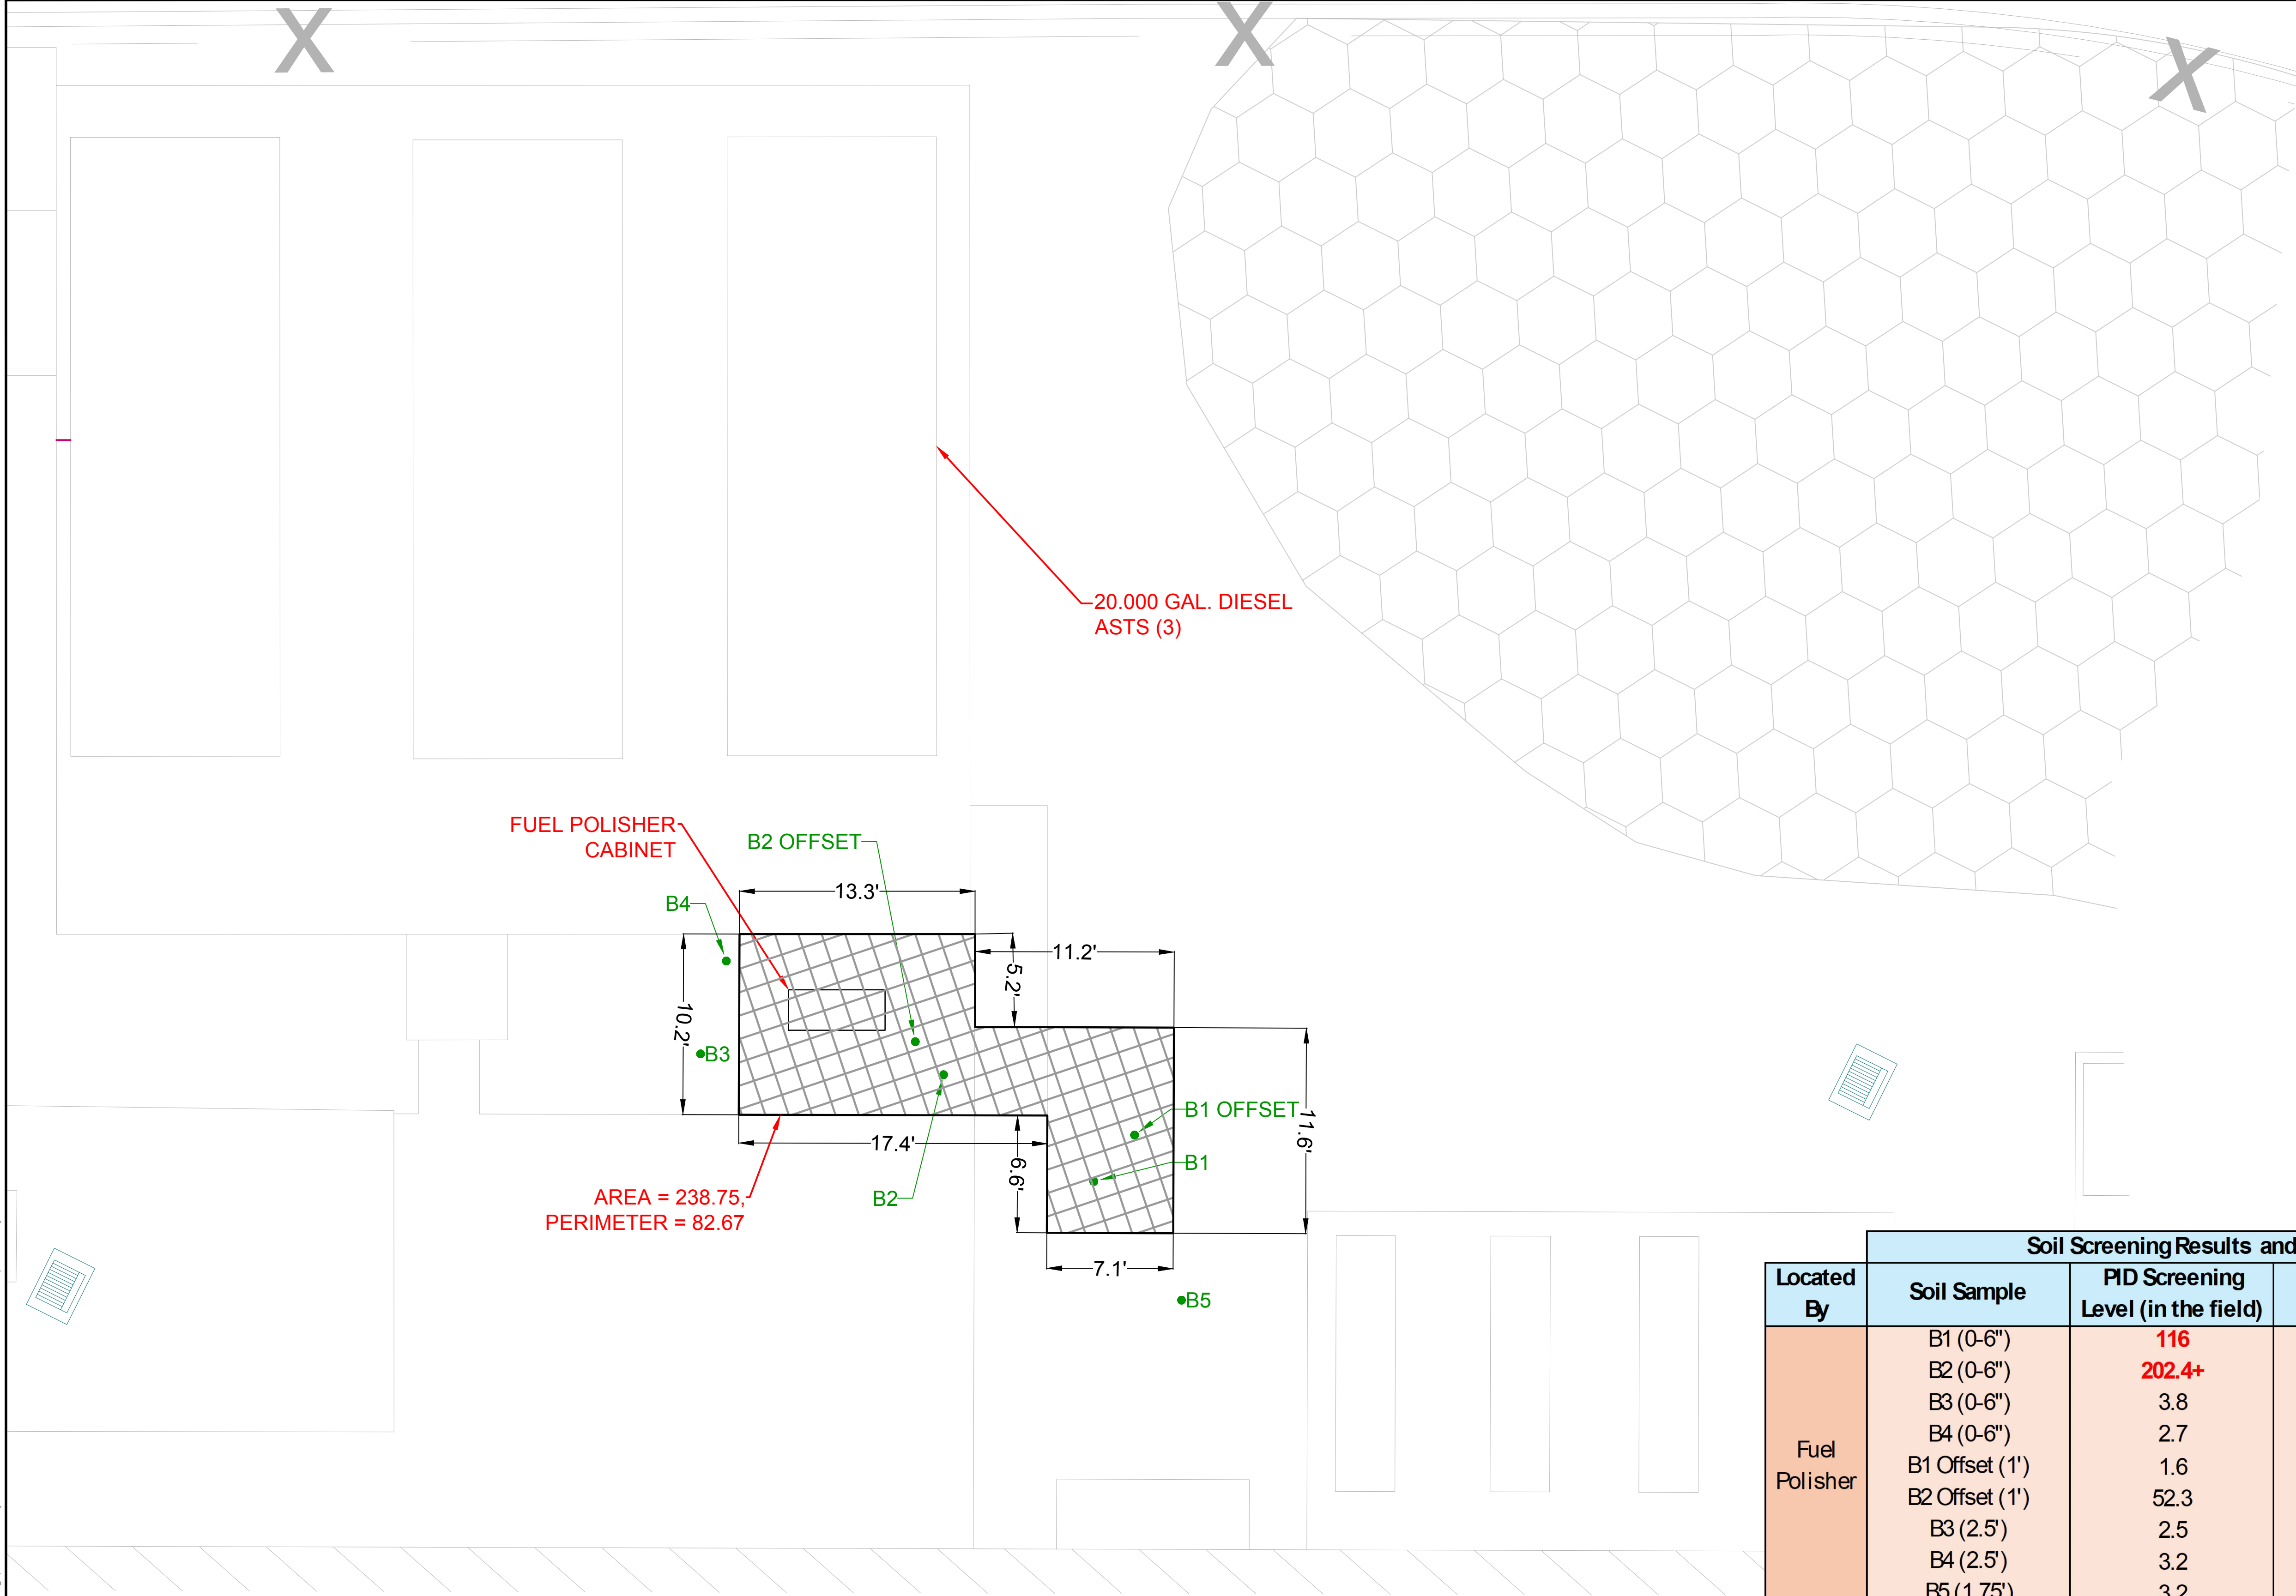 X X X
20.000 GAL. DIESEL
ASTS (3)
FUEL POLISHER
CABINET
B2 OFFSET
13.3'
B4
11.2'
5.2'
10.2'
B3
B1 OFFSET
11.6'
17.4'
B1
6.6'
AREA = 238.75,
PERIMETER = 82.67
B2
7.1'
B5
Soil Screening Results and
Located By
Soil Sample
PID Screening
Level (in the field)
Fuel
Polisher
B1 (0-6") 116
B2 (0-6") 202.4+
B3 (0-6") 3.8
B4 (0-6") 2.7
B1 Offset (1') 1.6
B2 Offset (1') 52.3
B3 (2.5') 2.5
B4 (2.5') 3.2
B5 (1.75') 3.2